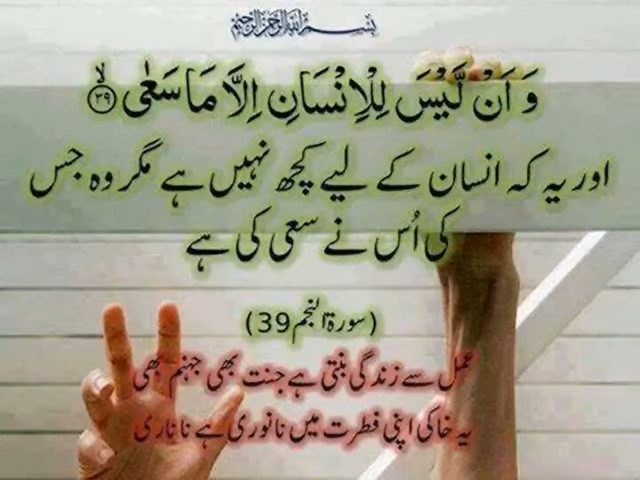 بسم الله الرحمن الرحيم
وَ اَنْ لَّیْسَ لِلْاِنْسَانِ اِلَّا مَا سَعٰی ۙ﴿۳۹﴾
اور یہ کہ انسان کے لیے کچھ نہیں ہے مگر وہ جس
کی اُس نے سعی کی ہے
(سورۃ النجم 39)
عمل سے زندگی بنتی ہے جنت بھی جہنم بھی
یہ خاکی اپنی فطرت میں نا نوری ہے نا ناری